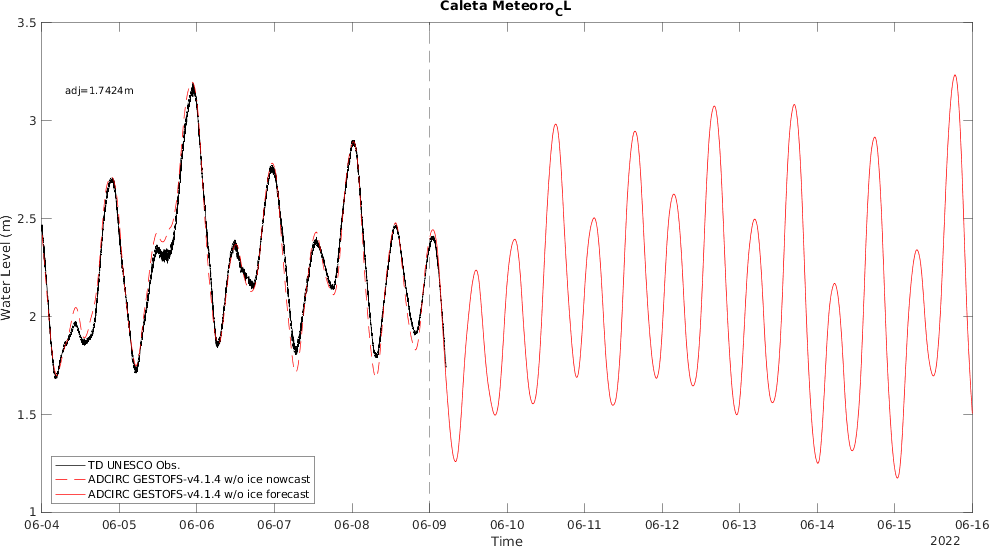 Caleta Meteoro_CL
adj=1.7424m
Water Level (m)
3.5
3
2.5
2
1.5
1
TD UNESCO Obs.
ADCIRC GESTOFS-v4.1.4 w/o ice nowcast
ADCIRC GESTOFS-v4.1.4 w/o ice forecast
06-04 06-05 06-06 06-07 06-08 06-09 06-10 06-11 06-12 06-13 06-14 06-15 06-16
Time
2022